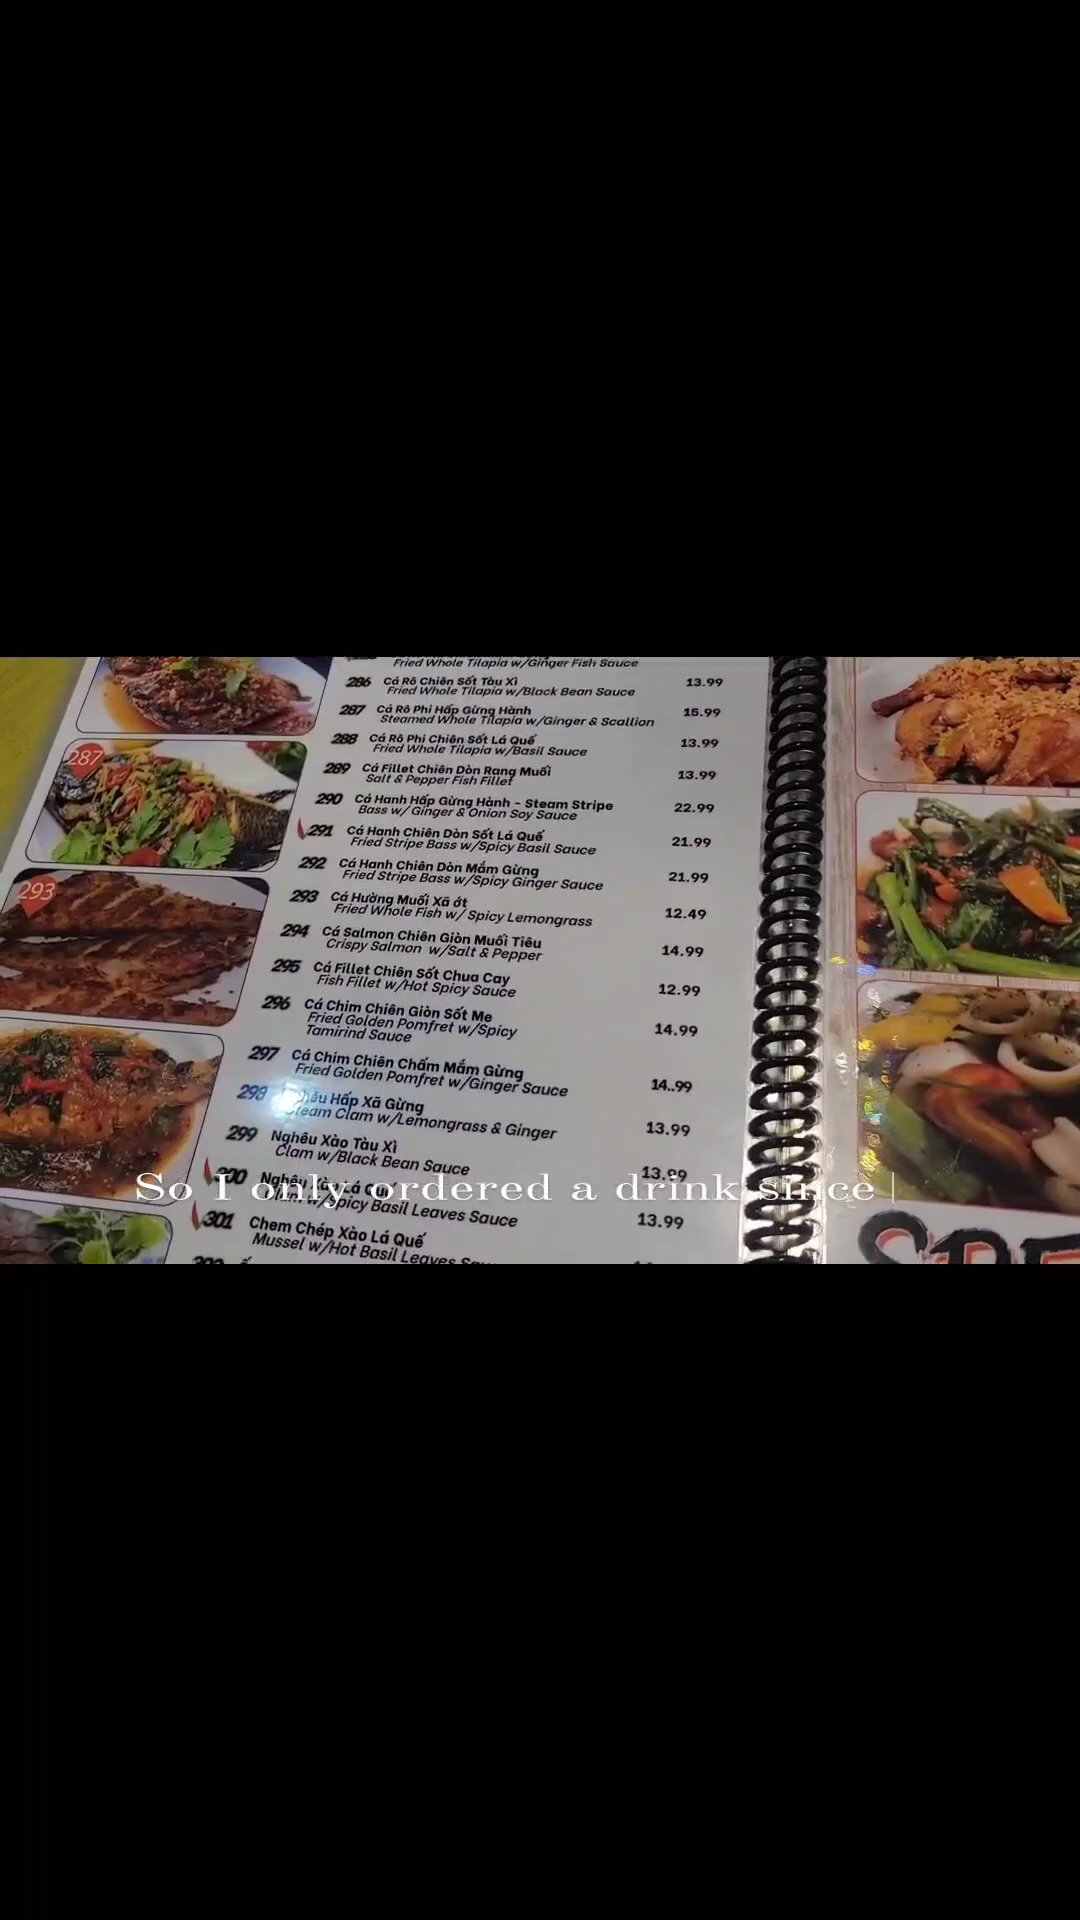 Fried Whole Tilapia w/Ginger Fish Sauce
286 Cá Rô Chiên Sốt Tàu Xì 13.99
Fried Whole Tilapia w/Black Bean Sauce
287 Cá Rô Phi Hấp Gừng Hành 15.99
Steamed Whole Tilapia w/Ginger & Scallion
288 Cá Rô Phi Chiên Sốt Lá Quế 13.99
Fried Whole Tilapia w/Basil Sauce
289 Cá Fillet Chiên Dòn Rang Muối 13.99
Salt & Pepper Fish Fillet
290 Cá Hanh Hấp Gừng Hành - Steam Stripe 22.99
Bass w/ Ginger & Onion Soy Sauce
291 Cá Hanh Chiên Dòn Sốt Lá Quế 21.99
Fried Stripe Bass w/Spicy Basil Sauce
292 Cá Hanh Chiên Dòn Mắm Gừng 21.99
Fried Stripe Bass w/Spicy Ginger Sauce
293 Cá Hường Muối Xã ớt 12.49
Fried Whole Fish w/ Spicy Lemongrass
294 Cá Salmon Chiên Giòn Muối Tiêu 14.99
Crispy Salmon w/Salt & Pepper
295 Cá Fillet Chiên Sốt Chua Cay 12.99
Fish Fillet w/Hot Spicy Sauce
296 Cá Chim Chiên Giòn Sốt Me 14.99
Fried Golden Pomfret w/Spicy
Tamirind Sauce
297 Cá Chim Chiên Chấm Mắm Gừng 14.99
Fried Golden Pomfret w/Ginger Sauce
298 Hấp Xã Gừng 13.99
Steam Clam w/Lemongrass & Ginger
299 Nghêu Xào Tàu Xì 13.99
Clam w/Black Bean Sauce
300 Nghêu Xào Lá Quế 13.99
Clam w/Spicy Basil Leaves Sauce
301 Chem Chép Xào Lá Quế
Mussel w/Hot Basil Leaves
287
293
So I only ordered a drink since